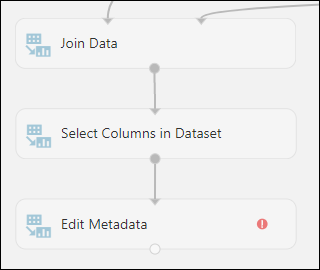 Join Data
Select Columns in Dataset
Edit Metadata